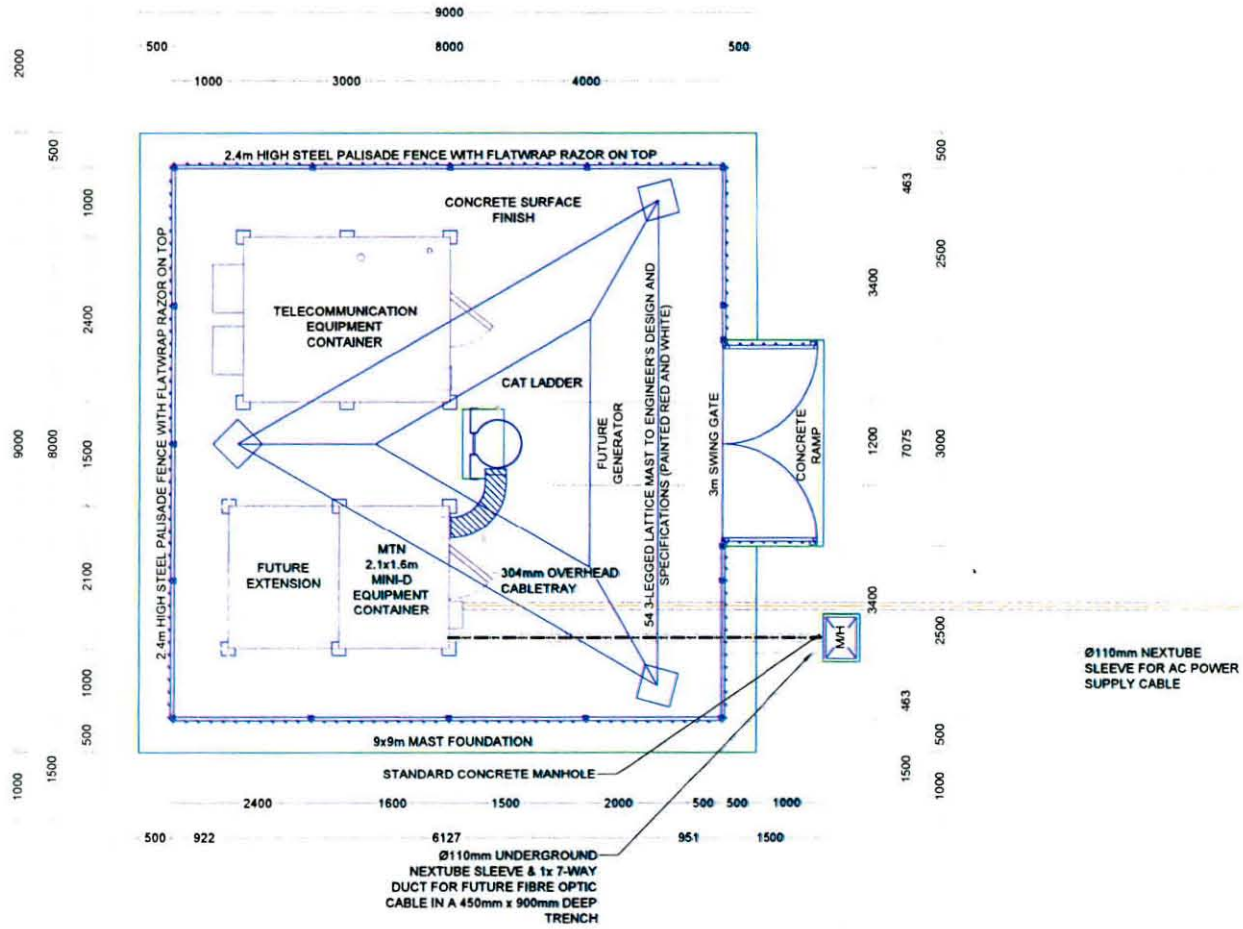 9000
500 8000 500
1000 3000 4000
2000
500
1000
2400
9000
8000
1500
2100
1000
500
1000
1500
2.4m HIGH STEEL PALISADE FENCE WITH FLATWRAP RAZOR ON TOP
2.4m HIGH STEEL PALISADE FENCE WITH FLATWRAP RAZOR ON TOP
CONCRETE SURFACE
FINISH
TELECOMMUNICATION
EQUIPMENT
CONTAINER
CAT LADDER
FUTURE
GENERATOR
54 3-LEGGED LATTICE MAST TO ENGINEER'S DESIGN AND
SPECIFICATIONS (PAINTED RED AND WHITE)
3m SWING GATE
CONCRETE
RAMP
FUTURE
EXTENSION
MTN
2.1x1.6m
MINI-D
EQUIPMENT
CONTAINER
304mm OVERHEAD
CABLETRAY
M/H
500
463
2500
3400
1200
7075
3000
3400
2500
463
500
1500
1000
Ø110mm NEXTUBE
SLEEVE FOR AC POWER
SUPPLY CABLE
9x9m MAST FOUNDATION
STANDARD CONCRETE MANHOLE
2400 1600 1500 2000 500 500 1000
500 922 6127 951 1500
Ø110mm UNDERGROUND
NEXTUBE SLEEVE & 1x 7-WAY
DUCT FOR FUTURE FIBRE OPTIC
CABLE IN A 450mm x 900mm DEEP
TRENCH